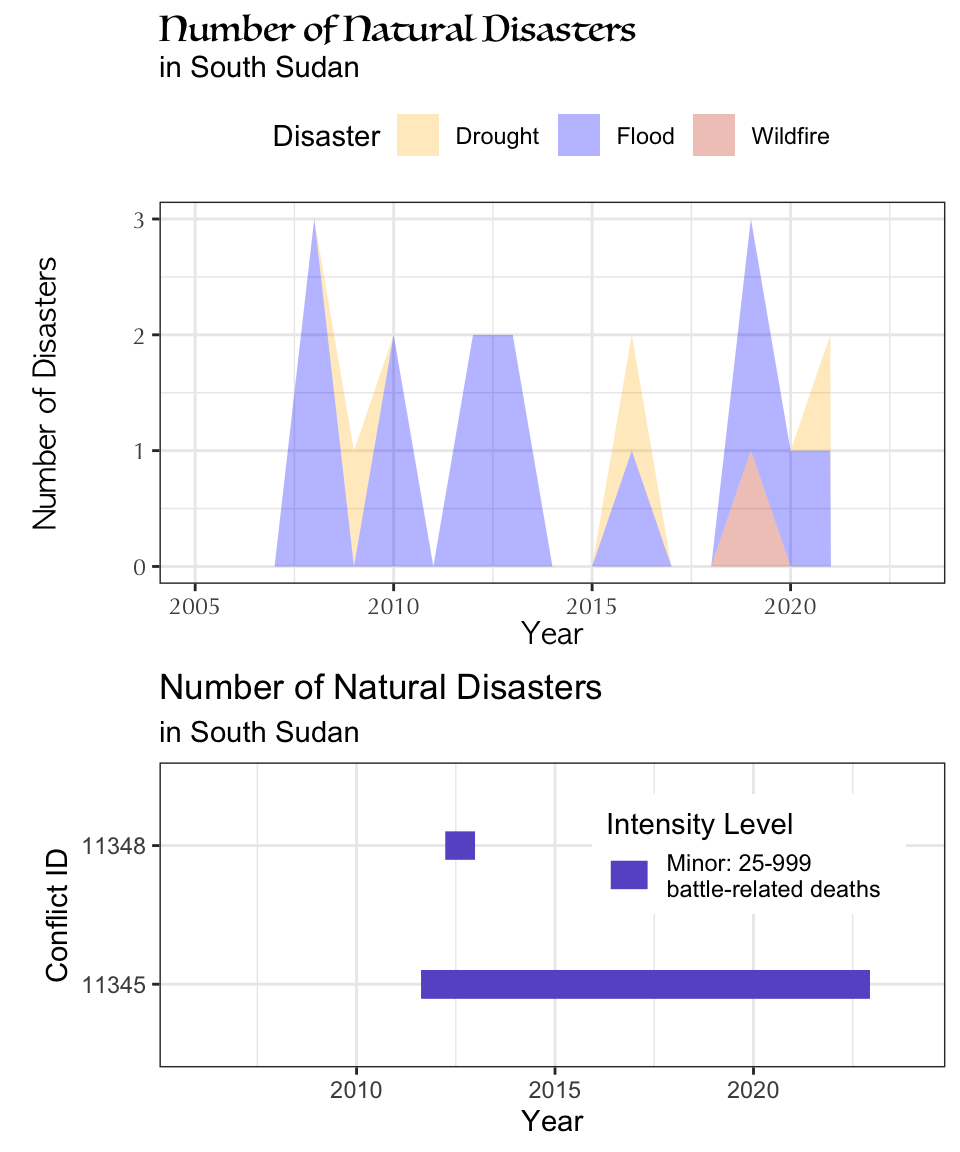 Number of Natural Disasters
in South Sudan
Disaster Drought Flood Wildfire
Number of Disasters
3
2
1
0
2005 2010 2015 2020
Year
Number of Natural Disasters
in South Sudan
Conflict ID
11348
11345
Intensity Level
Minor: 25-999
battle-related deaths
2010 2015 2020
Year